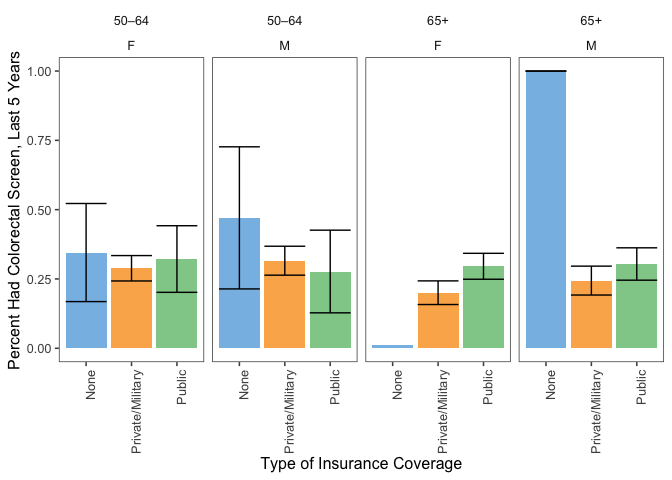 50–64 50–64 65+ 65+
F M F M
Percent Had Colorectal Screen, Last 5 Years
1.00
0.75
0.50
0.25
0.00
None Private/Military Public None Private/Military Public None Private/Military Public None Private/Military Public
Type of Insurance Coverage